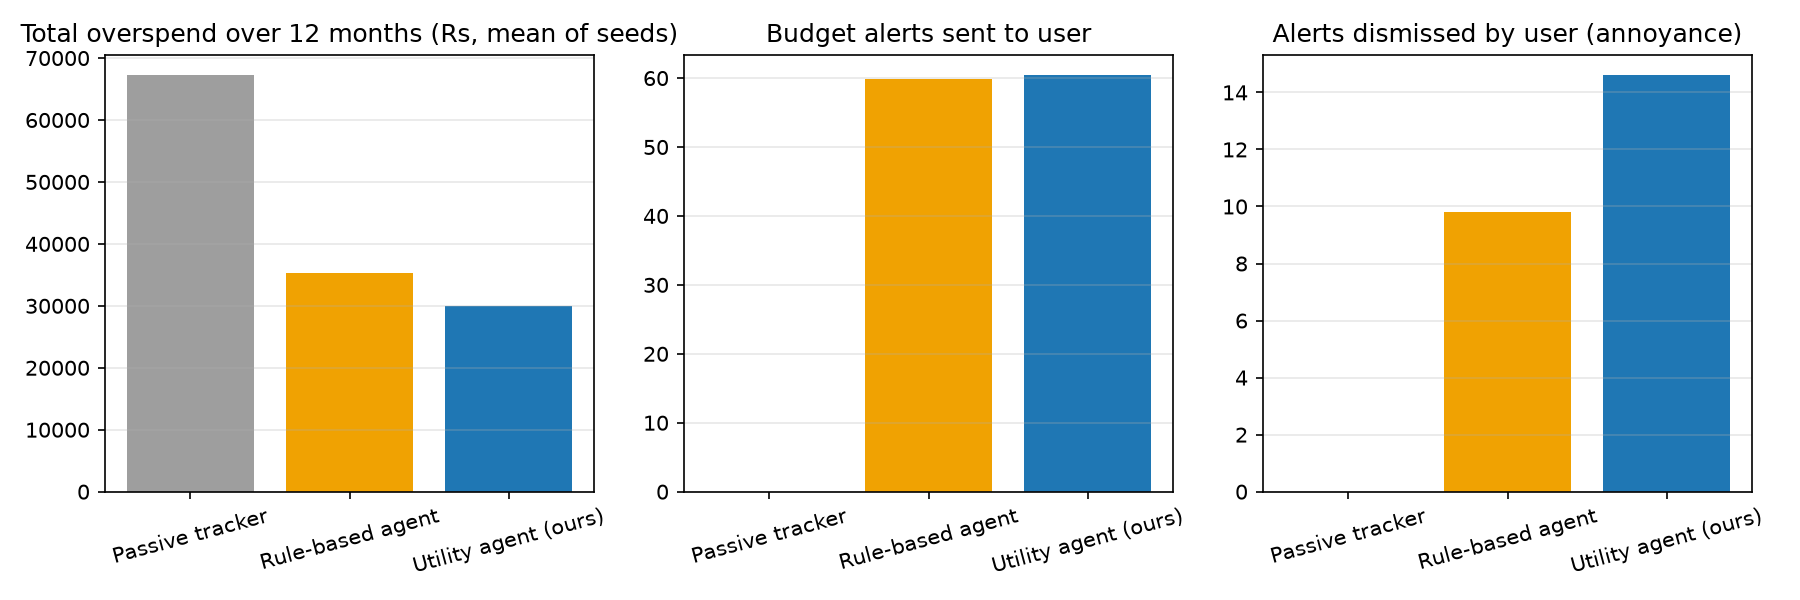 Total overspend over 12 months (Rs, mean of seeds)
70000
60000
50000
40000
30000
20000
10000
0
Passive tracker
Rule-based agent
Utility agent (ours)
Budget alerts sent to user
60
50
40
30
20
10
0
Passive tracker
Rule-based agent
Utility agent (ours)
Alerts dismissed by user (annoyance)
14
12
10
8
6
4
2
0
Passive tracker
Rule-based agent
Utility agent (ours)